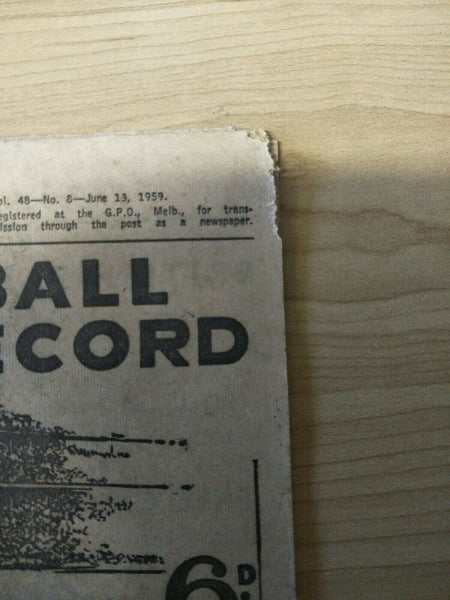 ol. 48—No. 8—June 13, 1959.
egistered at the G.P.O., Melb., for trans-
ission through the post as a newspaper.
BALL
ECORD
6D.